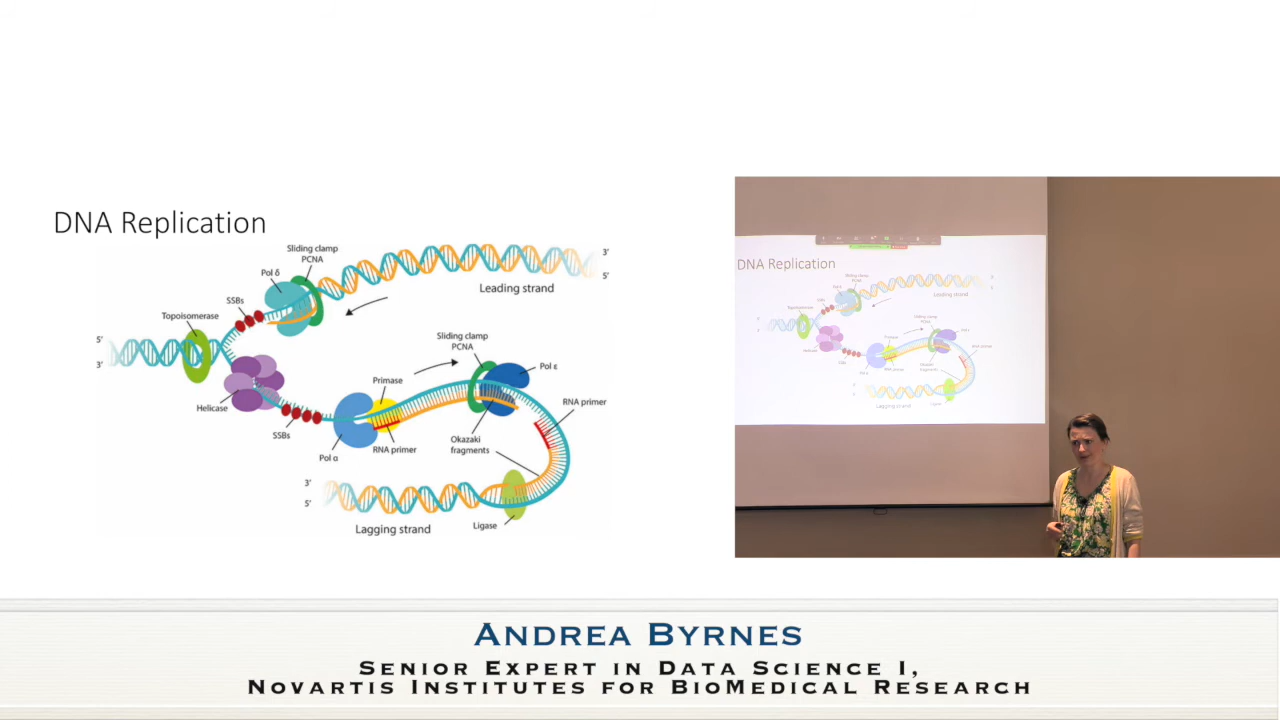 DNA Replication
Sliding clamp
PCNA
3'
Pol δ
5'
Leading strand
SSBs
Topoisomerase
5'
3'
Sliding clamp
PCNA
Pol ε
Primase
Helicase
RNA primer
SSBs
Okazaki
fragments
RNA primer
Pol α
3'
5'
Lagging strand
Ligase
DNA Replication
Leading strand
Lagging strand
ANDREA BYRNES
SENIOR EXPERT IN DATA SCIENCE I,
NOVARTIS INSTITUTES FOR BIOMEDICAL RESEARCH